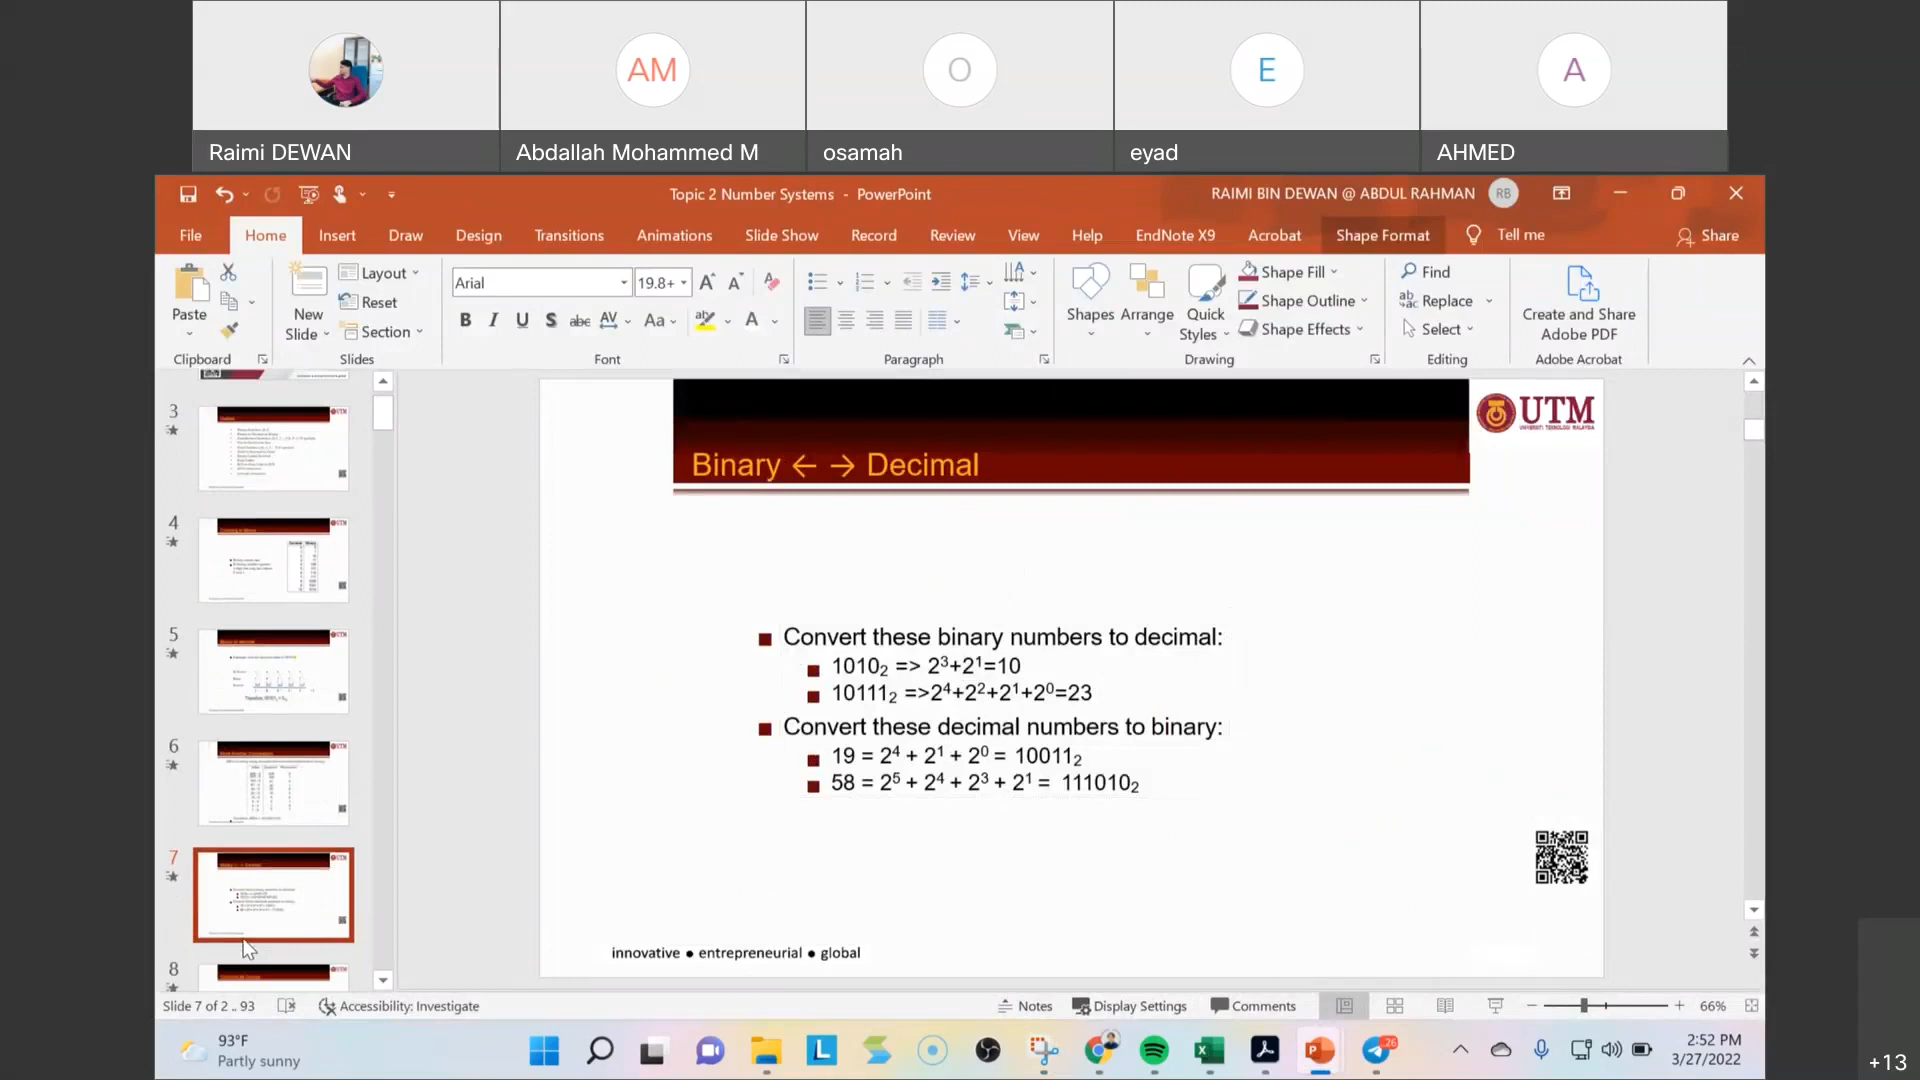 AM
O
E
A
Raimi DEWAN
Abdallah Mohammed M
osamah
eyad
AHMED
Topic 2 Number Systems - PowerPoint
RAIMI BIN DEWAN @ ABDUL RAHMAN
RB
File
Home
Insert
Draw
Design
Transitions
Animations
Slide Show
Record
Review
View
Help
EndNote X9
Acrobat
Shape Format
Tell me
Share
Paste
Clipboard
New
Slide
Layout
Reset
Section
Slides
Arial
19.8+
B I U S abc AV Aa A
Font
Paragraph
Shapes
Arrange
Quick
Styles
Shape Fill
Shape Outline
Shape Effects
Drawing
Find
Replace
Select
Editing
Create and Share
Adobe PDF
Adobe Acrobat
3
4
5
6
7
8
UTM
UNIVERSITI TEKNOLOGI MALAYSIA
Binary ← → Decimal
Convert these binary numbers to decimal:
1010₂ => 2³+2¹=10
10111₂ =>2⁴+2²+2¹+2⁰=23
Convert these decimal numbers to binary:
19 = 2⁴ + 2¹ + 2⁰ = 10011₂
58 = 2⁵ + 2⁴ + 2³ + 2¹ = 111010₂
innovative ● entrepreneurial ● global
Slide 7 of 2 .. 93
Accessibility: Investigate
Notes
Display Settings
Comments
66%
93°F
Partly sunny
26
2:52 PM
3/27/2022
+13